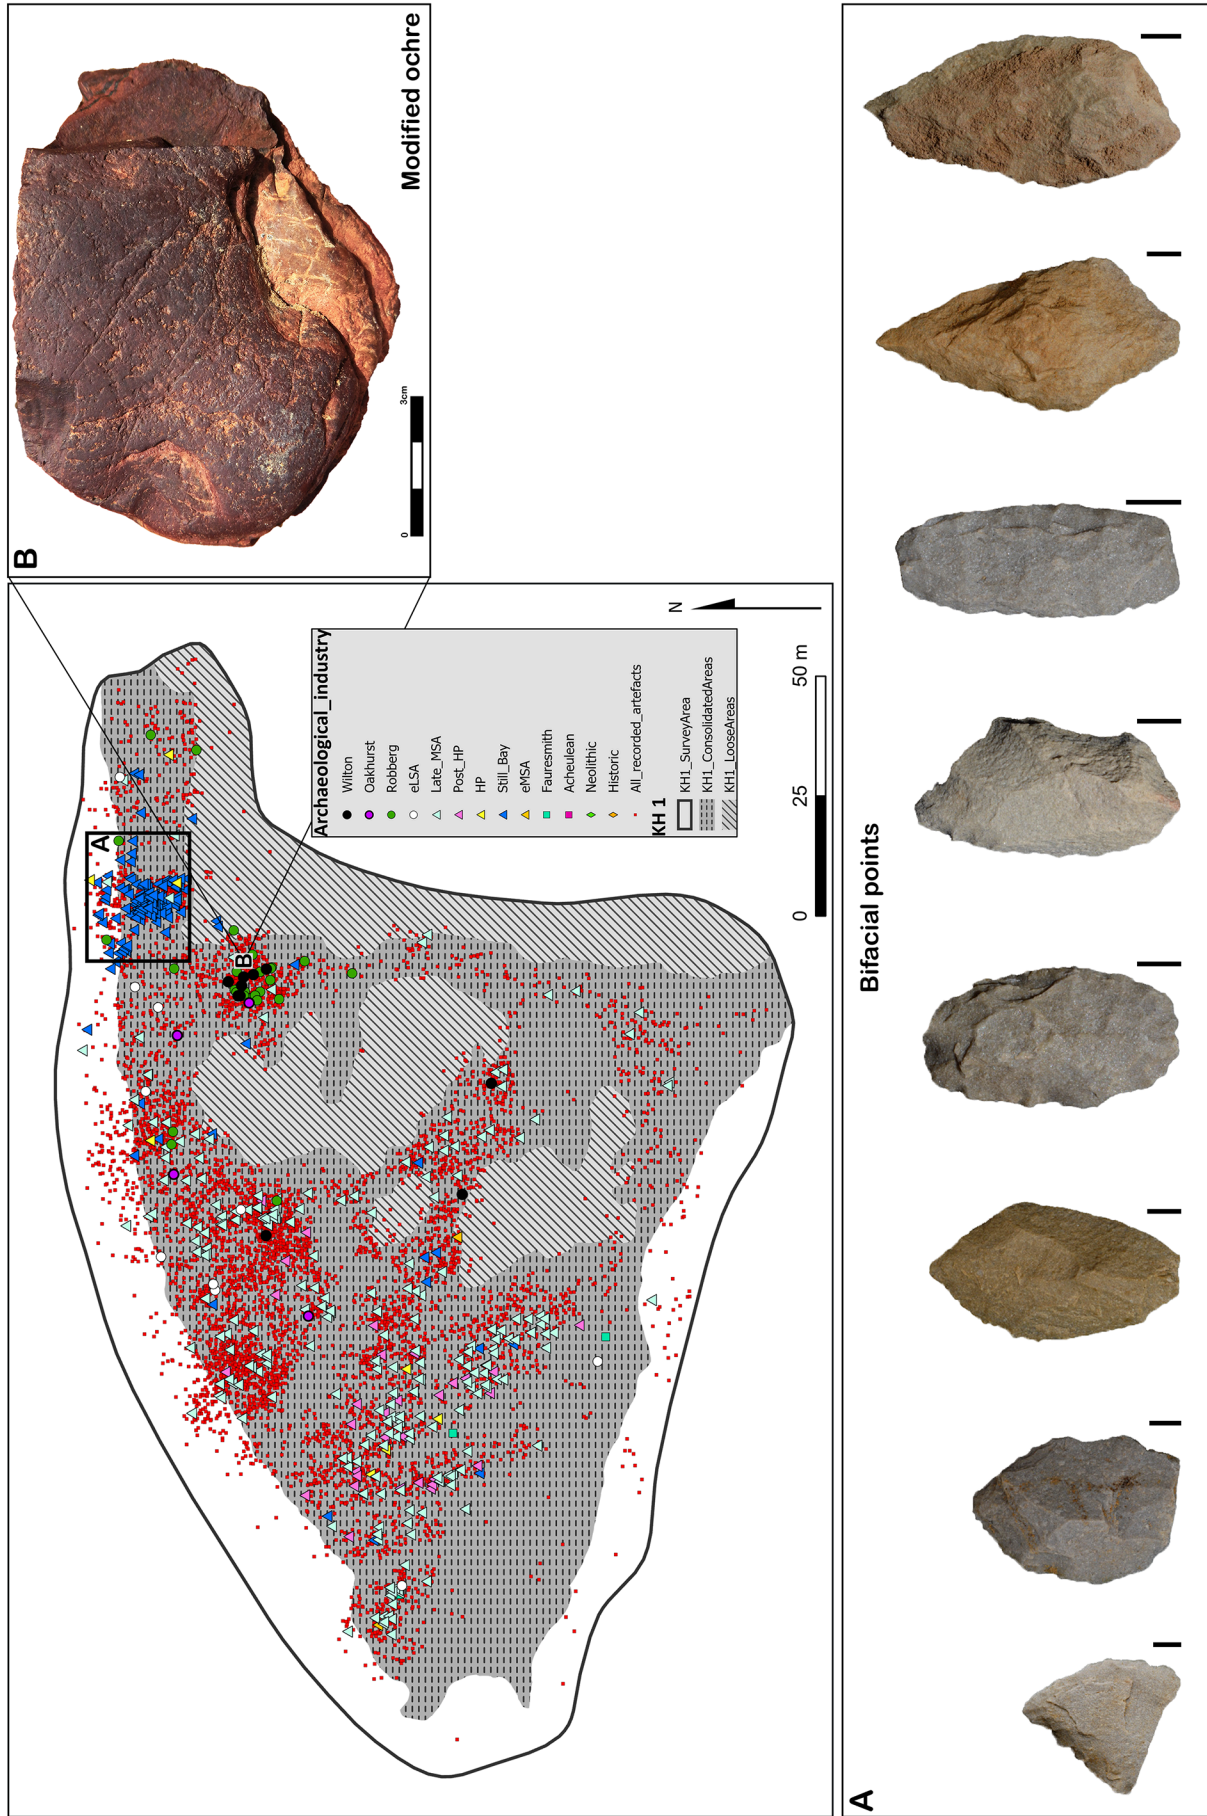 B
3cm
0
Modified ochre
A
B
N
Archaeological_industry
Wilton
Oakhurst
Robberg
eLSA
Late_MSA
Post_HP
HP
Still_Bay
eMSA
Fauresmith
Acheulean
Neolithic
Historic
All_recorded_artefacts
KH 1
KH1_SurveyArea
KH1_ConsolidatedAreas
KH1_LooseAreas
0
25
50 m
A
Bifacial points